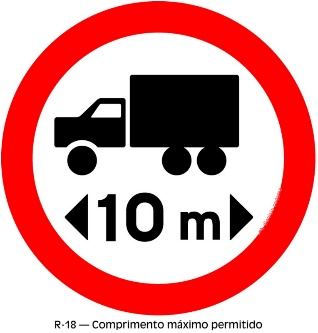 10 m
R-18 — Comprimento máximo permitido